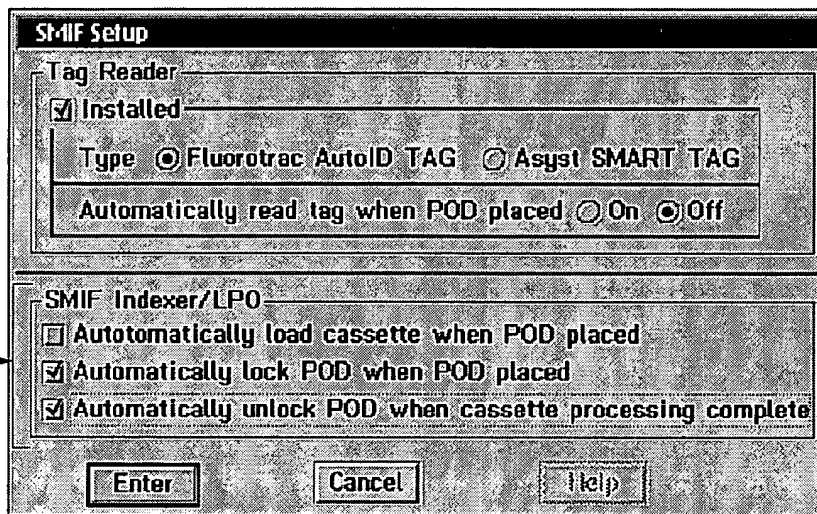 SMIF Setup
Tag Reader
Installed
Type Fluorotrac AutoID TAG Asyst SMART TAG
Automatically read tag when POD placed On Off
SMIF Indexer/LPO
Autotomatically load cassette when POD placed
Automatically lock POD when POD placed
Automatically unlock POD when cassette processing complete
Enter Cancel Help